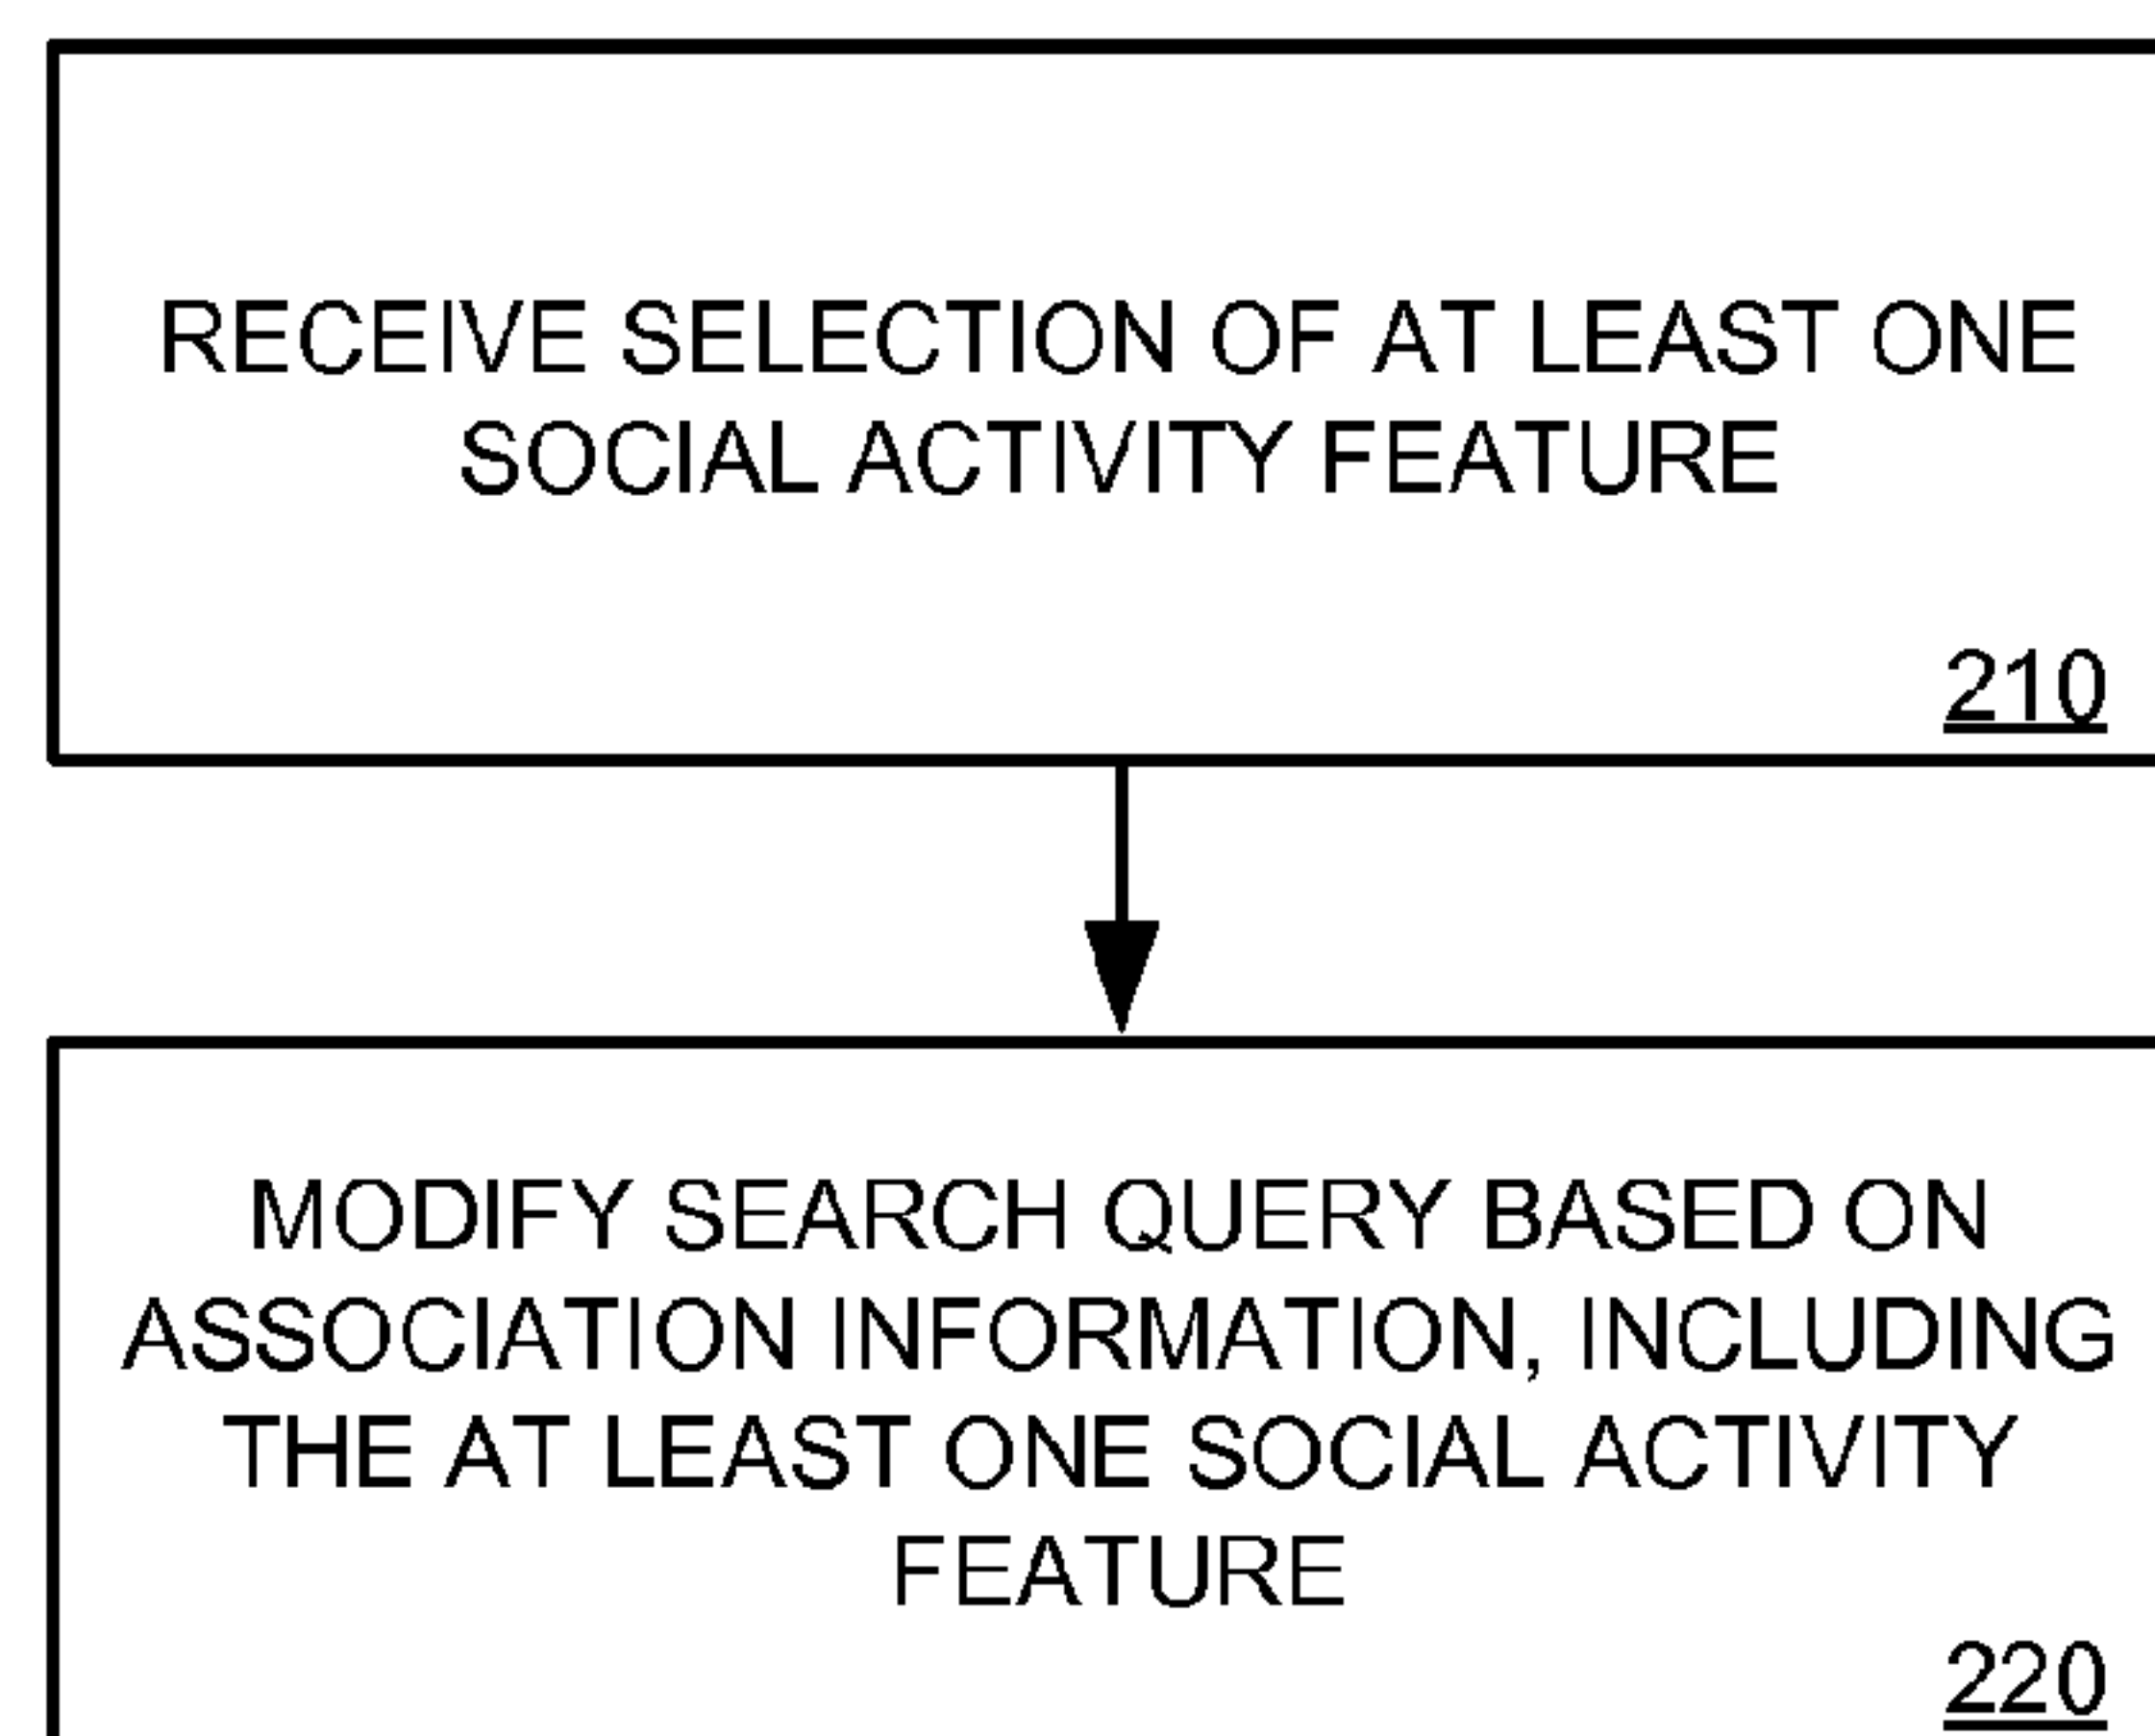 RECEIVE SELECTION OF AT LEAST ONE
SOCIAL ACTIVITY FEATURE
210
MODIFY SEARCH QUERY BASED ON
ASSOCIATION INFORMATION, INCLUDING
THE AT LEAST ONE SOCIAL ACTIVITY
FEATURE
220